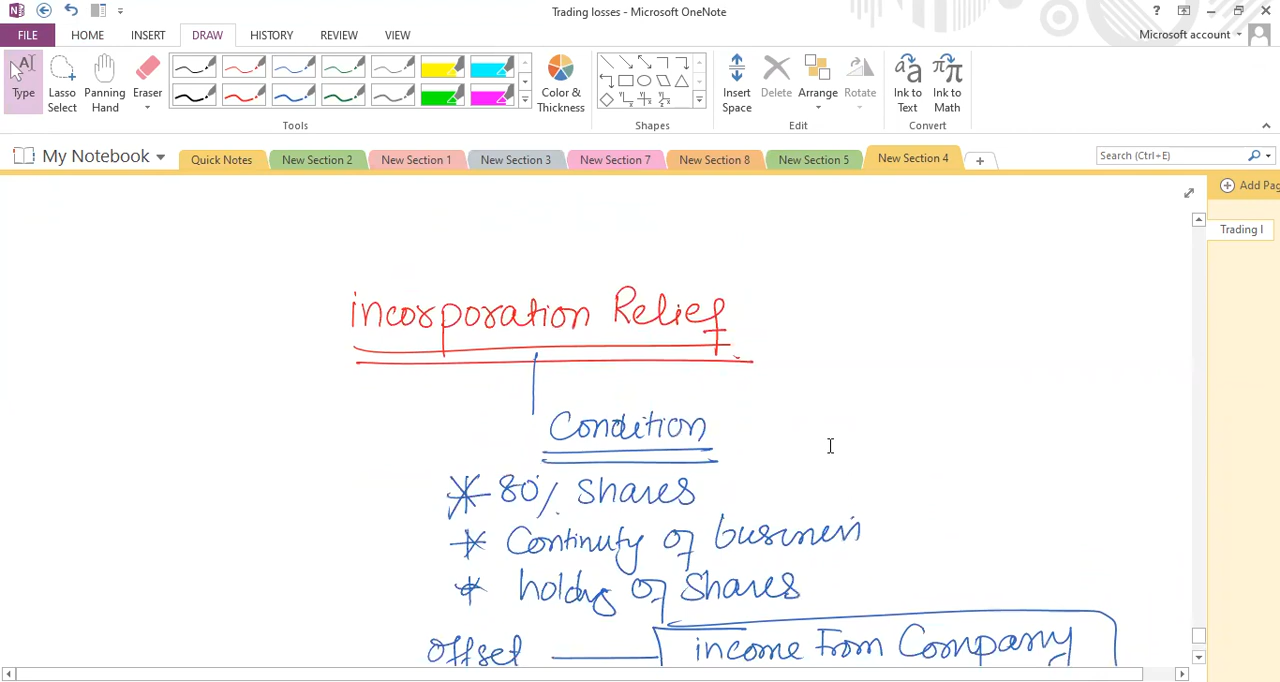 Trading losses - Microsoft OneNote
Microsoft account
FILE HOME INSERT DRAW HISTORY REVIEW VIEW
Type
Lasso Select
Panning Hand
Eraser
Color & Thickness
Insert Space
Delete
Arrange
Rotate
Ink to Text
Ink to Math
Tools Shapes Edit Convert
My Notebook Quick Notes New Section 2 New Section 1 New Section 3 New Section 7 New Section 8 New Section 5 New Section 4
Search (Ctrl+E)
Add Pag
Trading l
incorporation Relief
Condition
* 80% Shares
* Continuty of business
* holdng of Shares
offset income From Company